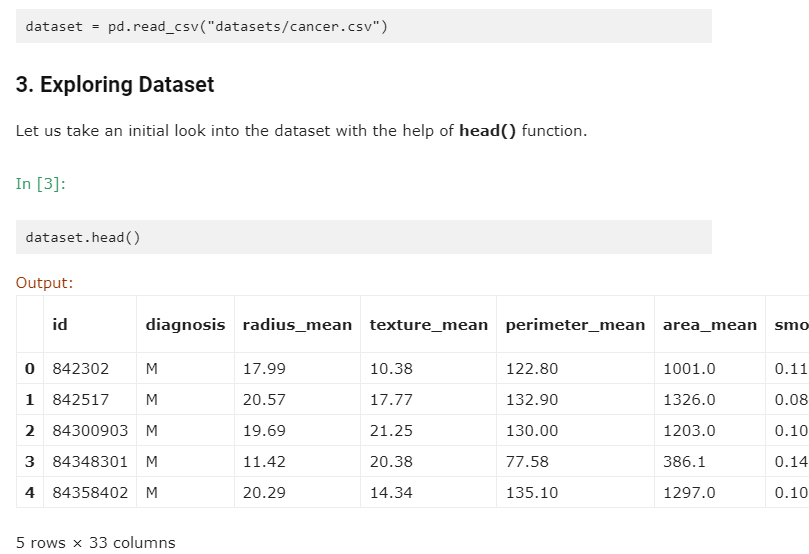 dataset = pd.read_csv("datasets/cancer.csv")
3. Exploring Dataset
Let us take an initial look into the dataset with the help of head() function.
In [3]:
dataset.head()
Output:
id diagnosis radius_mean texture_mean perimeter_mean area_mean smo
0 842302 M 17.99 10.38 122.80 1001.0 0.11
1 842517 M 20.57 17.77 132.90 1326.0 0.08
2 84300903 M 19.69 21.25 130.00 1203.0 0.10
3 84348301 M 11.42 20.38 77.58 386.1 0.14
4 84358402 M 20.29 14.34 135.10 1297.0 0.10
5 rows × 33 columns